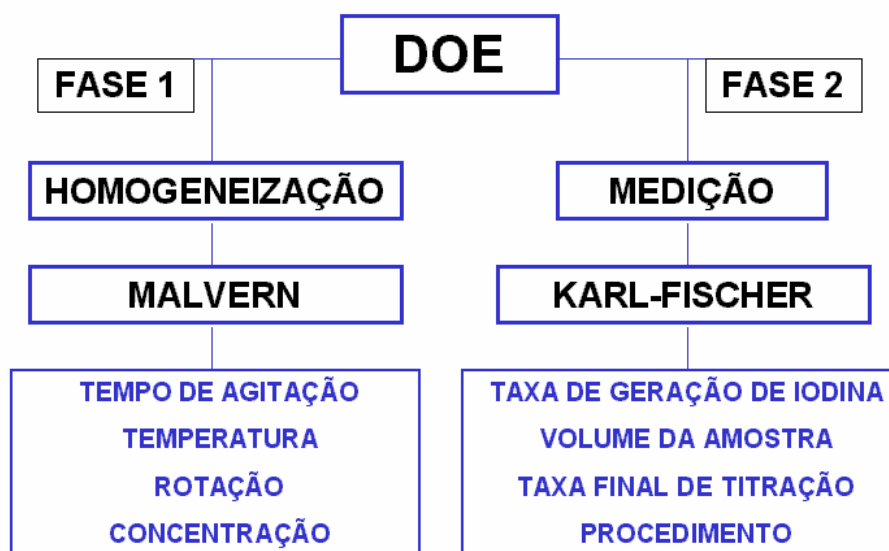 DOE
FASE 1
FASE 2
HOMOGENEIZAÇÃO
MEDIÇÃO
MALVERN
KARL-FISCHER
TEMPO DE AGITAÇÃO
TEMPERATURA
ROTAÇÃO
CONCENTRAÇÃO
TAXA DE GERAÇÃO DE IODINA
VOLUME DA AMOSTRA
TAXA FINAL DE TITRAÇÃO
PROCEDIMENTO